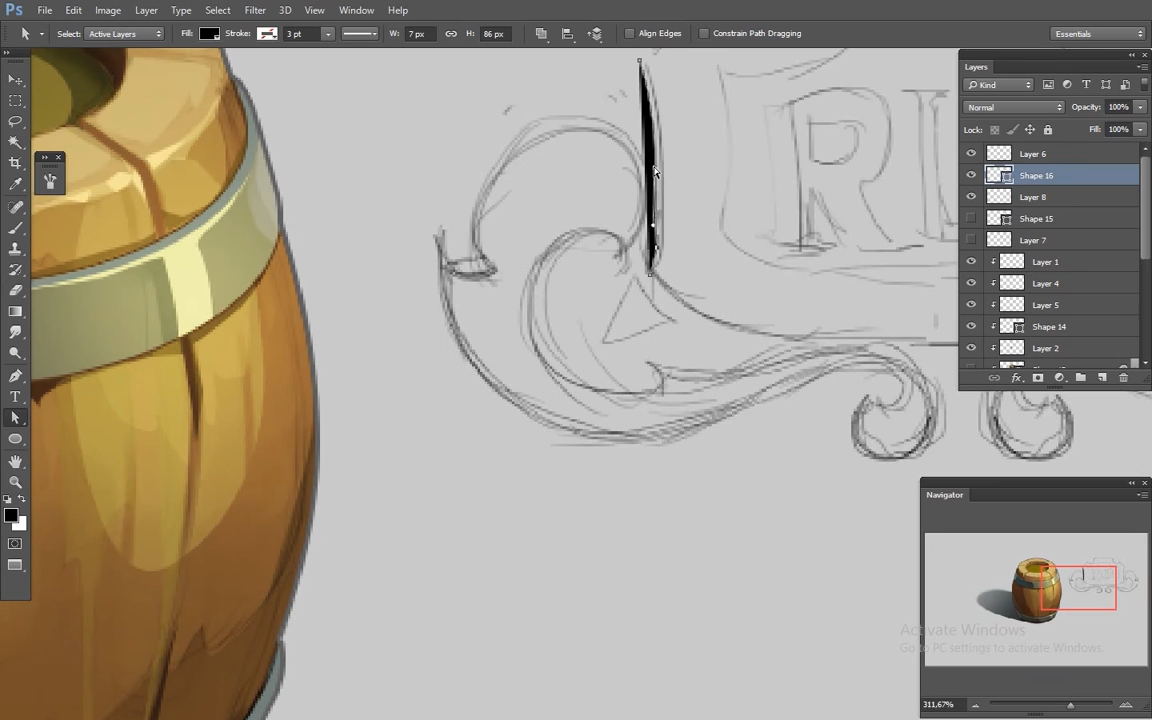 Ps File Edit Image Layer Type Select Filter 3D View Window Help
Select: Active Layers Fill: Stroke: 3 pt W: 7 px H: 86 px Align Edges Constrain Path Dragging Essentials
Layers
Kind
Normal Opacity: 100%
Lock: Fill: 100%
Layer 6
Shape 16
Layer 8
Shape 15
Layer 7
Layer 1
Layer 4
Layer 5
Shape 14
Layer 2
fx
T
R
Navigator
Activate Windows
Go to PC settings to activate Windows.
311,67%